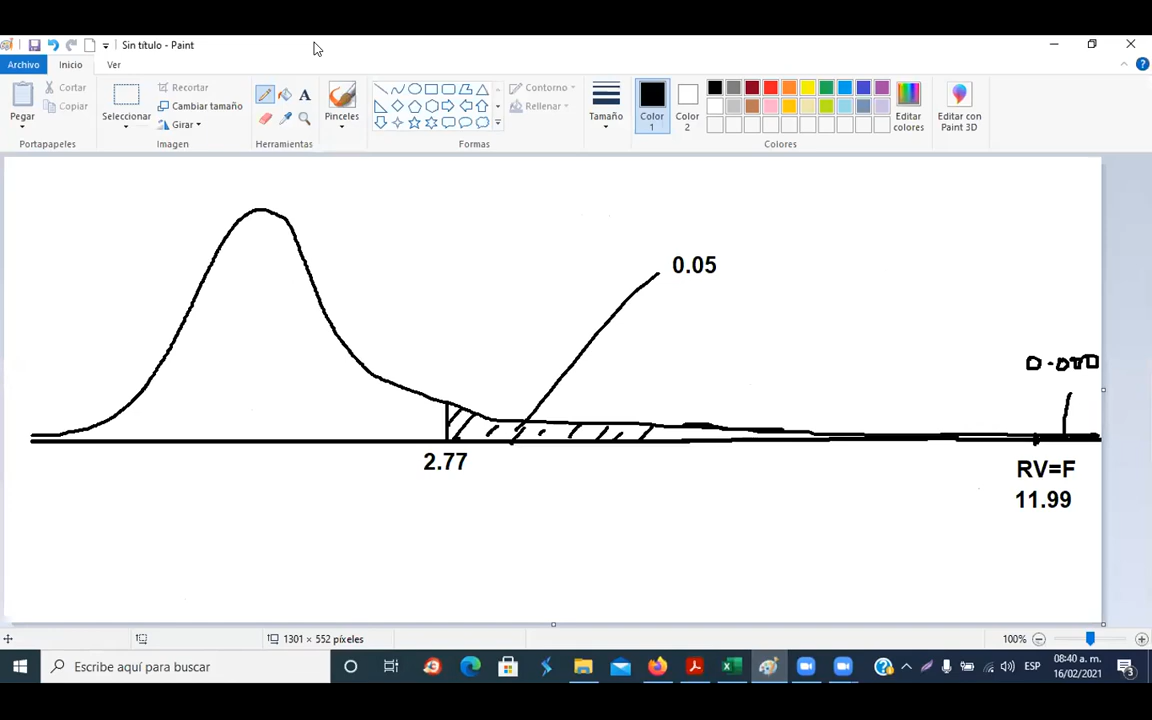 Sin título - Paint
Archivo
Inicio
Ver
Pegar
Cortar
Copiar
Portapapeles
Seleccionar
Recortar
Cambiar tamaño
Girar
Imagen
A
Herramientas
Pinceles
Contorno
Rellenar
Formas
Tamaño
Color
1
Color
2
Editar
colores
Editar con
Paint 3D
Colores
0.05
2.77
RV=F
11.99
1301 × 552 píxeles
100%
Escribe aquí para buscar
ESP
08:40 a. m.
16/02/2021
3